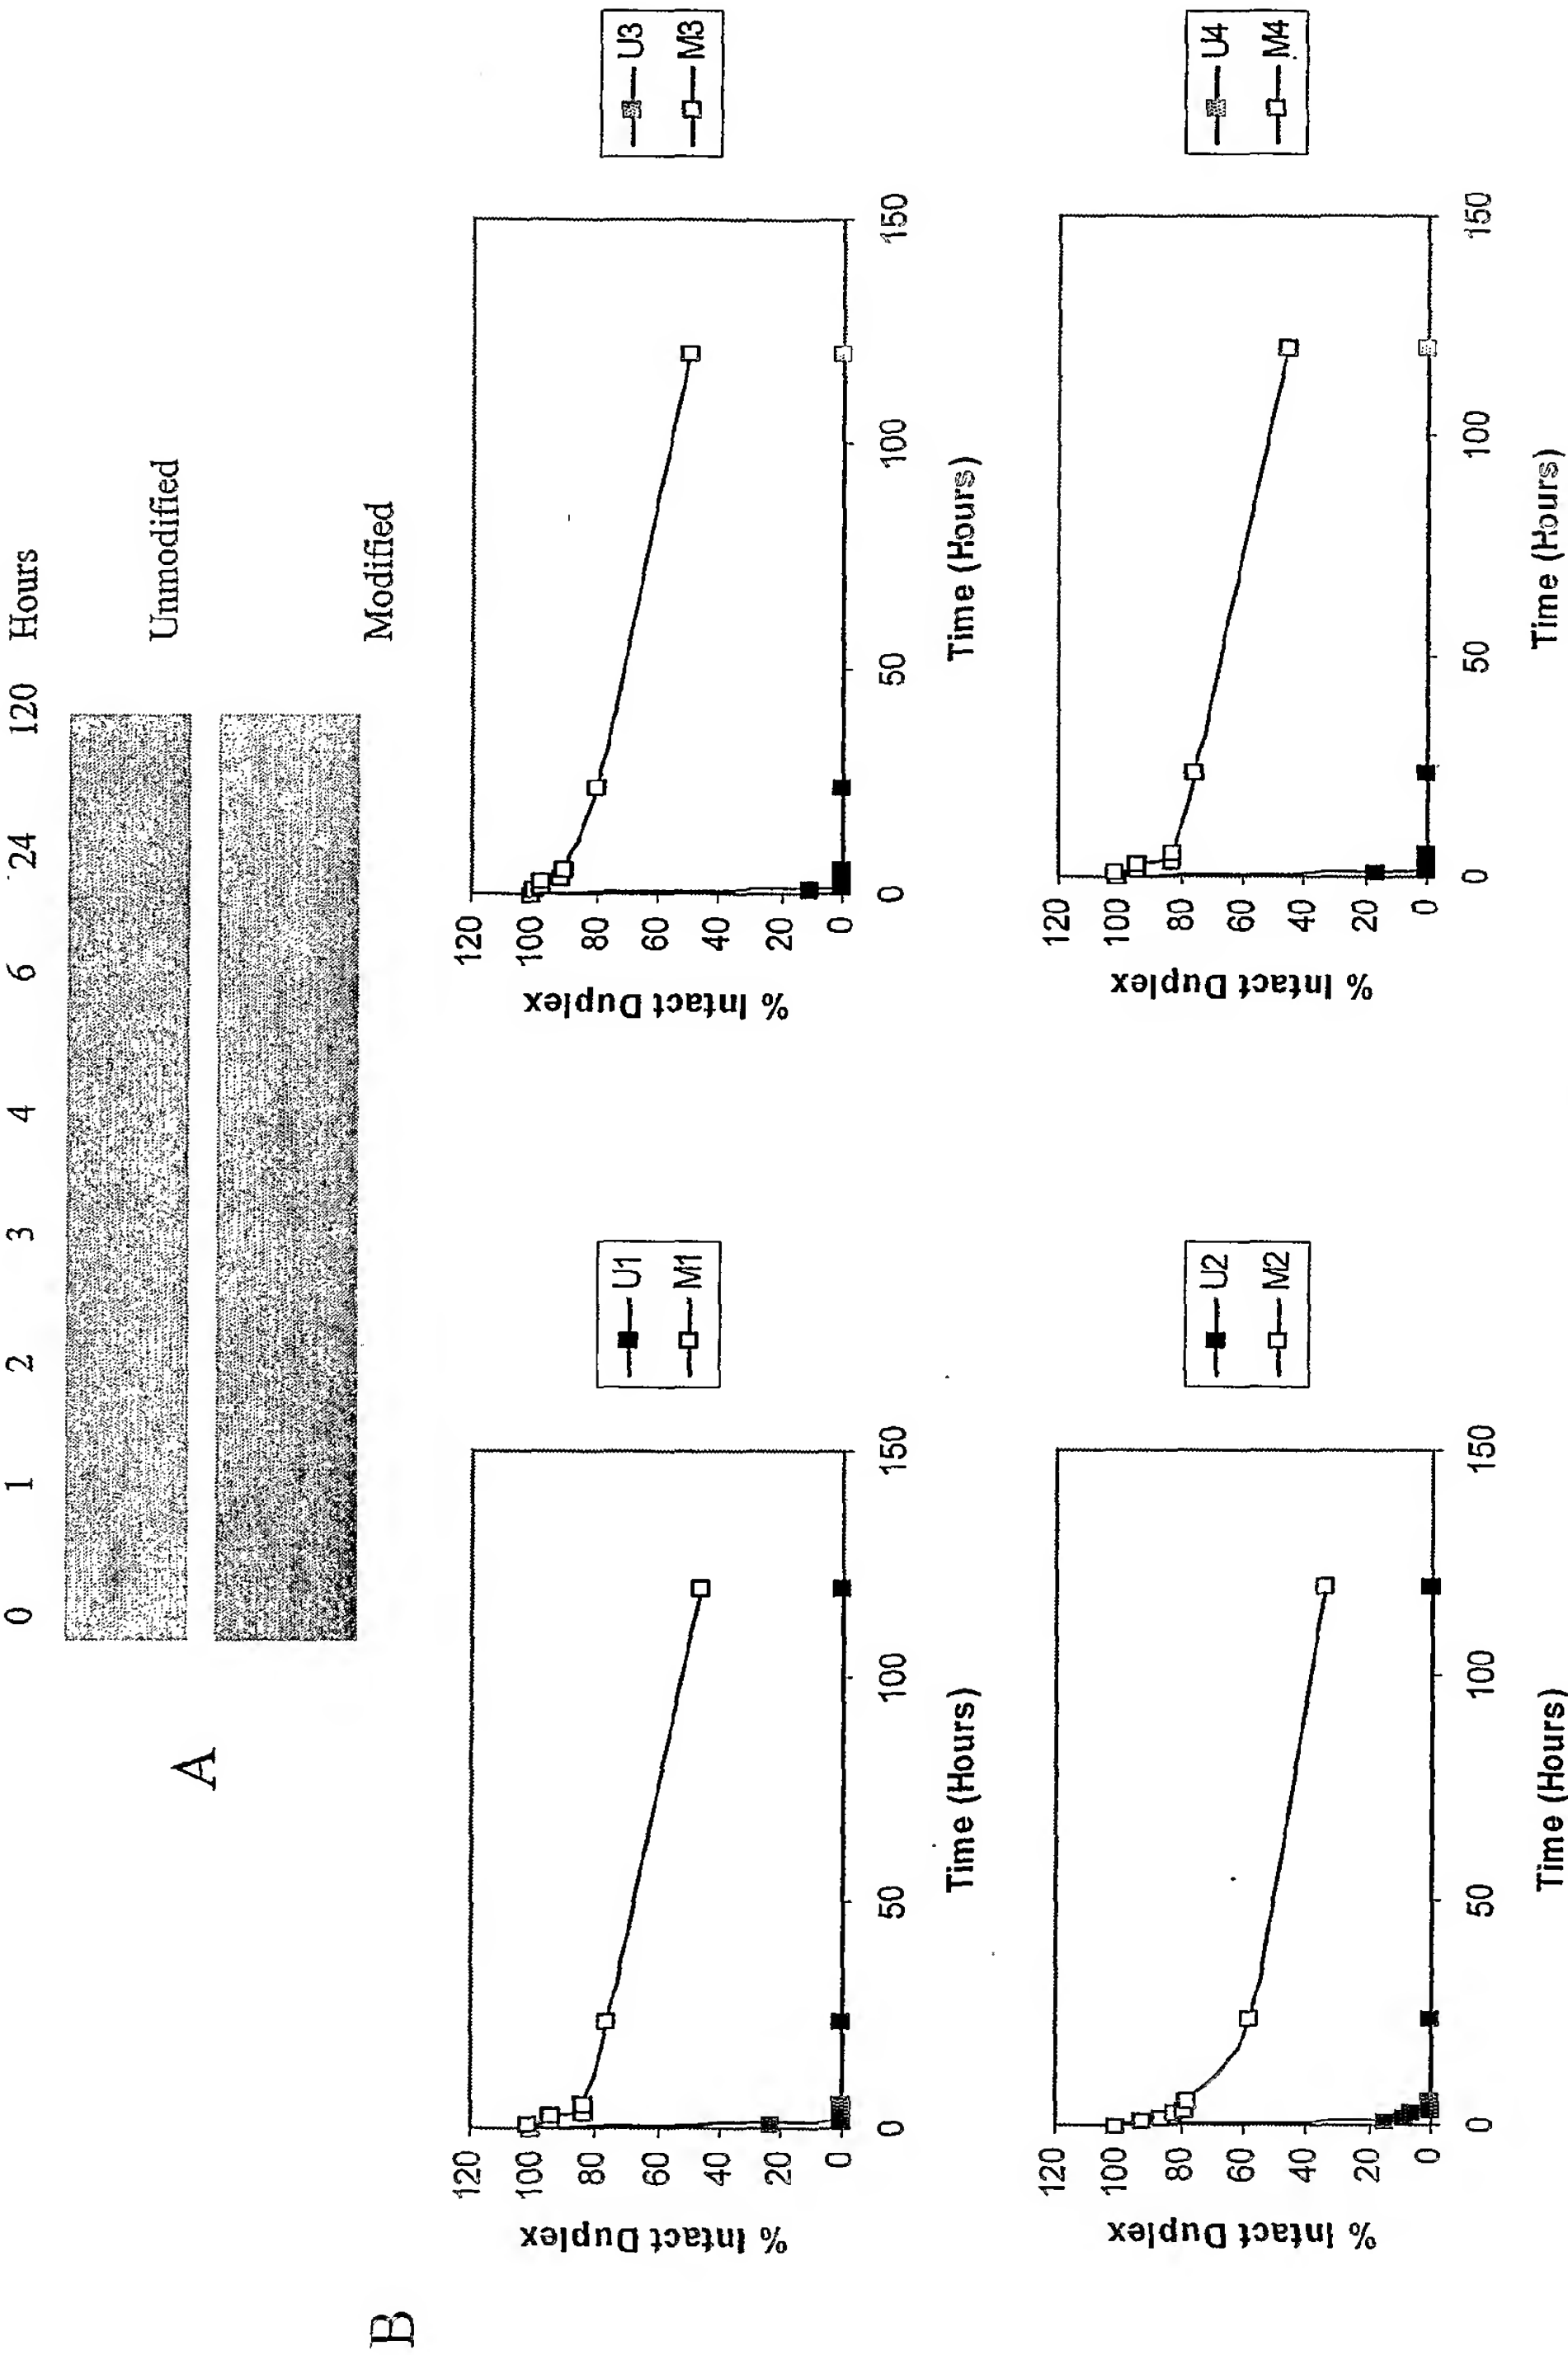 A
0 1 2 3 4 6 24 120 Hours
Unmodified
Modified
B
% Intact Duplex
120
100
80
60
40
20
0
0 50 100 150
Time (Hours)
U1
M1
% Intact Duplex
120
100
80
60
40
20
0
0 50 100 150
Time (Hours)
U3
M3
% Intact Duplex
120
100
80
60
40
20
0
0 50 100 150
Time (Hours)
U2
M2
% Intact Duplex
120
100
80
60
40
20
0
0 50 100 150
Time (Hours)
U4
M4